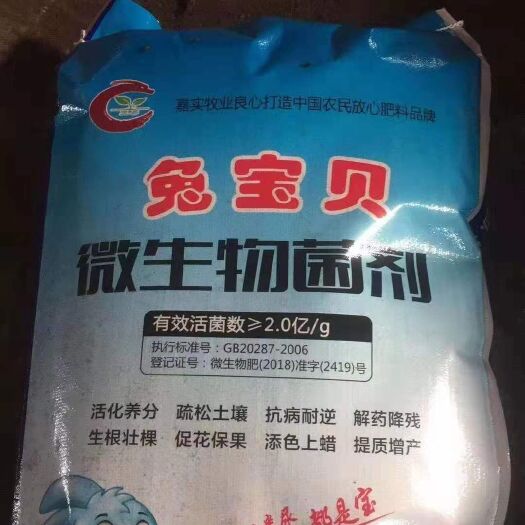 嘉实牧业良心打造中国农民放心肥料品牌
兔宝贝
微生物菌剂
有效活菌数≥2.0亿/g
执行标准号：GB20287-2006
登记证号：微生物肥(2018)准字(2419)号
活化养分 疏松土壤 抗病耐逆 解药降残
生根壮棵 促花保果 添色上蜡 提质增产
都是宝